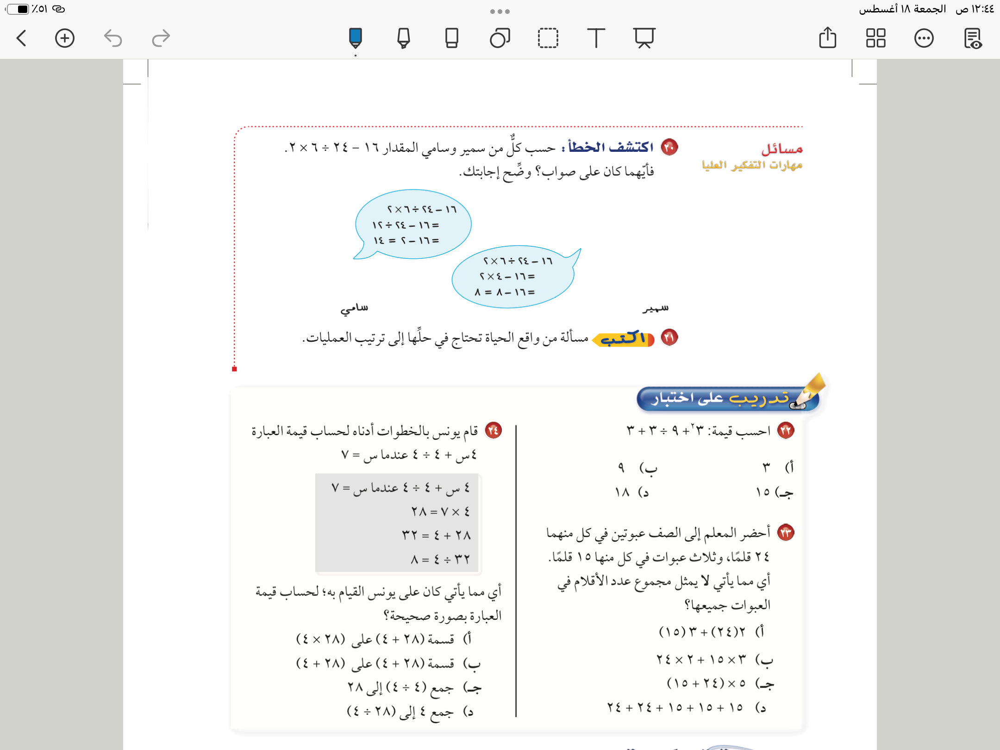 ١٢:٤٤ ص الجمعة ١٨ أغسطس
٥١٪
مسائل
مهارات التفكير العليا
٢٠ اكتشف الخطأ : حسب كلٌّ من سمير وسامي المقدار ١٦ – ٢٤ ÷ ٦ × ٢.
فأيّهما كان على صواب؟ وضِّح إجابتك.
١٦ – ٢٤ ÷ ٦ × ٢
= ١٦ – ٢٤ ÷ ١٢
= ١٦ – ٢ = ١٤
١٦ – ٢٤ ÷ ٦ × ٢
= ١٦ – ٤ × ٢
= ١٦ – ٨ = ٨
سمير
سامي
٢١ اكتب مسألة من واقع الحياة تحتاج في حلِّها إلى ترتيب العمليات.
تدريب على اختبار
٢٢ احسب قيمة: ٣² + ٩ ÷ ٣ + ٣
أ) ٣ ب) ٩
جـ) ١٥ د) ١٨
٢٣ أحضر المعلم إلى الصف عبوتين في كل منهما
٢٤ قلمًا، وثلاث عبوات في كل منها ١٥ قلمًا.
أي مما يأتي لا يمثل مجموع عدد الأقلام في
العبوات جميعها؟
أ) ٢(٢٤) + ٣(١٥)
ب) ٣ × ١٥ + ٢ × ٢٤
جـ) ٥ × (٢٤ + ١٥)
د) ١٥ + ١٥ + ١٥ + ٢٤ + ٢٤
٢٤ قام يونس بالخطوات أدناه لحساب قيمة العبارة
٤س + ٤ ÷ ٤ عندما س = ٧
٤ س + ٤ ÷ ٤ عندما س = ٧
٤ × ٧ = ٢٨
٢٨ + ٤ = ٣٢
٣٢ ÷ ٤ = ٨
أي مما يأتي كان على يونس القيام به؛ لحساب قيمة
العبارة بصورة صحيحة؟
أ) قسمة (٢٨ + ٤) على (٢٨ × ٤)
ب) قسمة (٢٨ + ٤) على (٢٨ + ٤)
جـ) جمع (٤ ÷ ٤) إلى ٢٨
د) جمع ٤ إلى (٢٨ ÷ ٤)